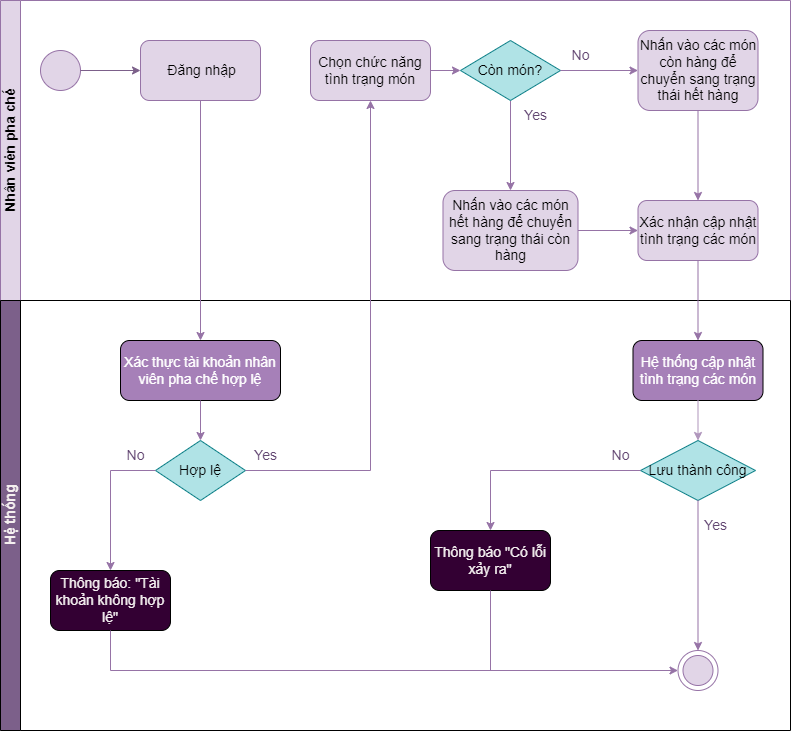 Nhân viên pha chế
Đăng nhập
Chọn chức năng
tình trạng món
Còn món?
No
Yes
Nhấn vào các món
còn hàng để
chuyển sang trạng
thái hết hàng
Nhấn vào các món
hết hàng để chuyển
sang trạng thái còn
hàng
Xác nhận cập nhật
tình trạng các món
Hệ thống
Xác thực tài khoản nhân
viên pha chế hợp lệ
Hợp lệ
No
Yes
Thông báo: "Tài
khoản không hợp
lệ"
Hệ thống cập nhật
tình trạng các món
Lưu thành công
No
Yes
Thông báo "Có lỗi
xảy ra"